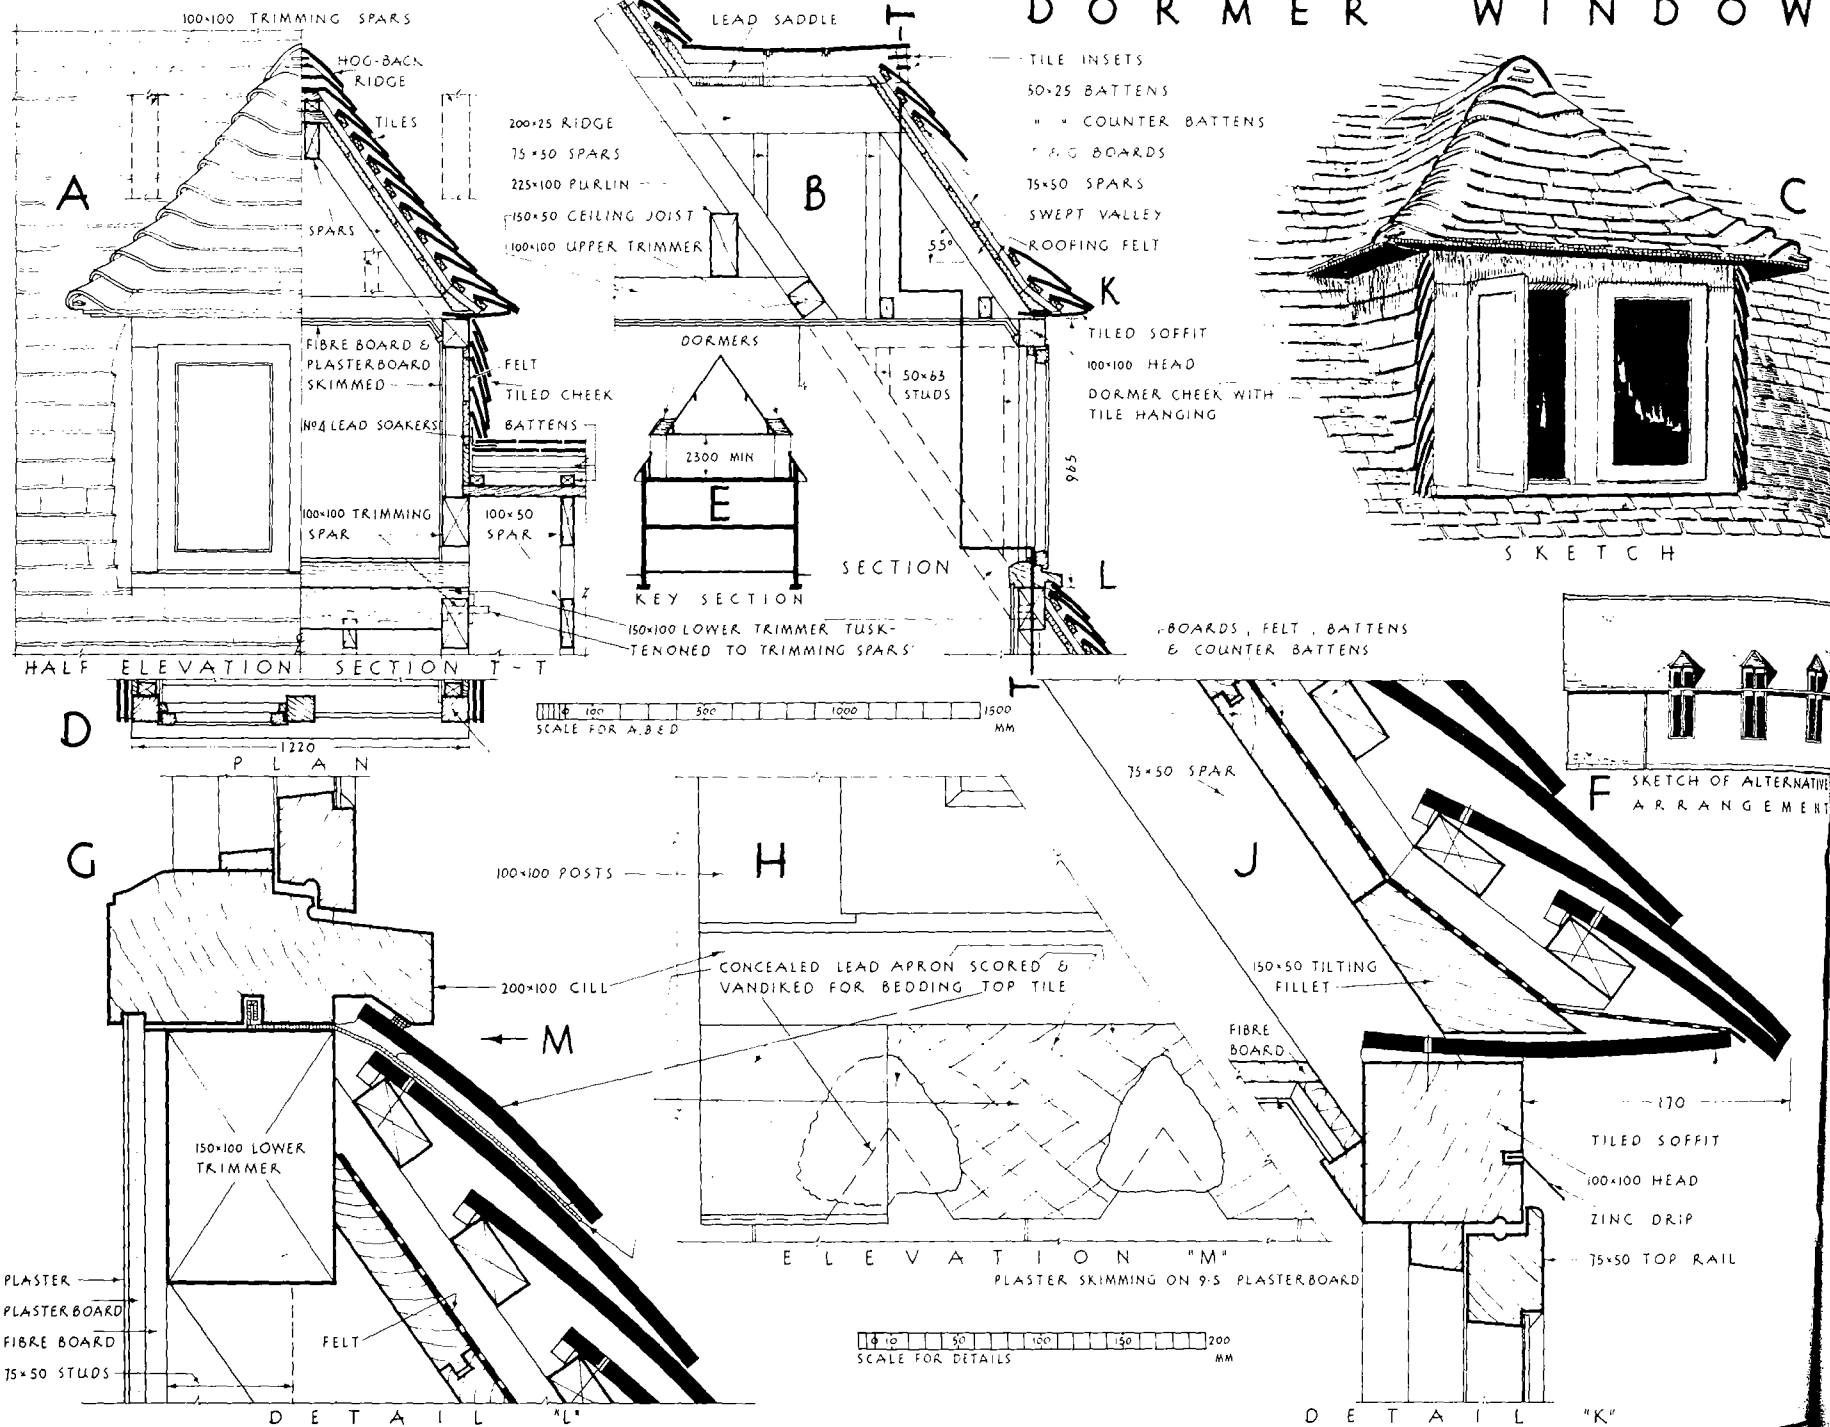 DORMER WINDOW
100×100 TRIMMING SPARS
HOG-BACK
RIDGE
TILES
A
SPARS
FIBRE BOARD &
PLASTERBOARD
SKIMMED
FELT
TILED CHEEK
Nº4 LEAD SOAKERS
BATTENS
100×100 TRIMMING
SPAR
100×50
SPAR
HALF ELEVATION SECTION T-T
LEAD SADDLE
T
200×25 RIDGE
75×50 SPARS
225×100 PURLIN
150×50 CEILING JOIST
100×100 UPPER TRIMMER
B
55°
TILE INSETS
50×25 BATTENS
" " COUNTER BATTENS
& G BOARDS
75×50 SPARS
SWEPT VALLEY
ROOFING FELT
K
TILED SOFFIT
100×100 HEAD
DORMER CHEEK WITH
TILE HANGING
50×63
STUDS
965
L
DORMERS
2300 MIN
E
KEY SECTION
SECTION
150×100 LOWER TRIMMER TUSK-
TENONED TO TRIMMING SPARS
T
C
SKETCH
BOARDS, FELT, BATTENS
& COUNTER BATTENS
D
1220
PLAN
0 100 500 1000 1500
SCALE FOR A,B & D MM
F SKETCH OF ALTERNATIVE
ARRANGEMENT
G
100×100 POSTS
200×100 CILL
M
150×100 LOWER
TRIMMER
PLASTER
PLASTERBOARD
FIBRE BOARD
75×50 STUDS
FELT
DETAIL "L"
H
CONCEALED LEAD APRON SCORED &
VANDIKED FOR BEDDING TOP TILE
ELEVATION "M"
PLASTER SKIMMING ON 9·5 PLASTERBOARD
0 10 50 100 150 200
SCALE FOR DETAILS MM
75×50 SPAR
J
150×50 TILTING
FILLET
FIBRE
BOARD
170
TILED SOFFIT
100×100 HEAD
ZINC DRIP
75×50 TOP RAIL
DETAIL "K"